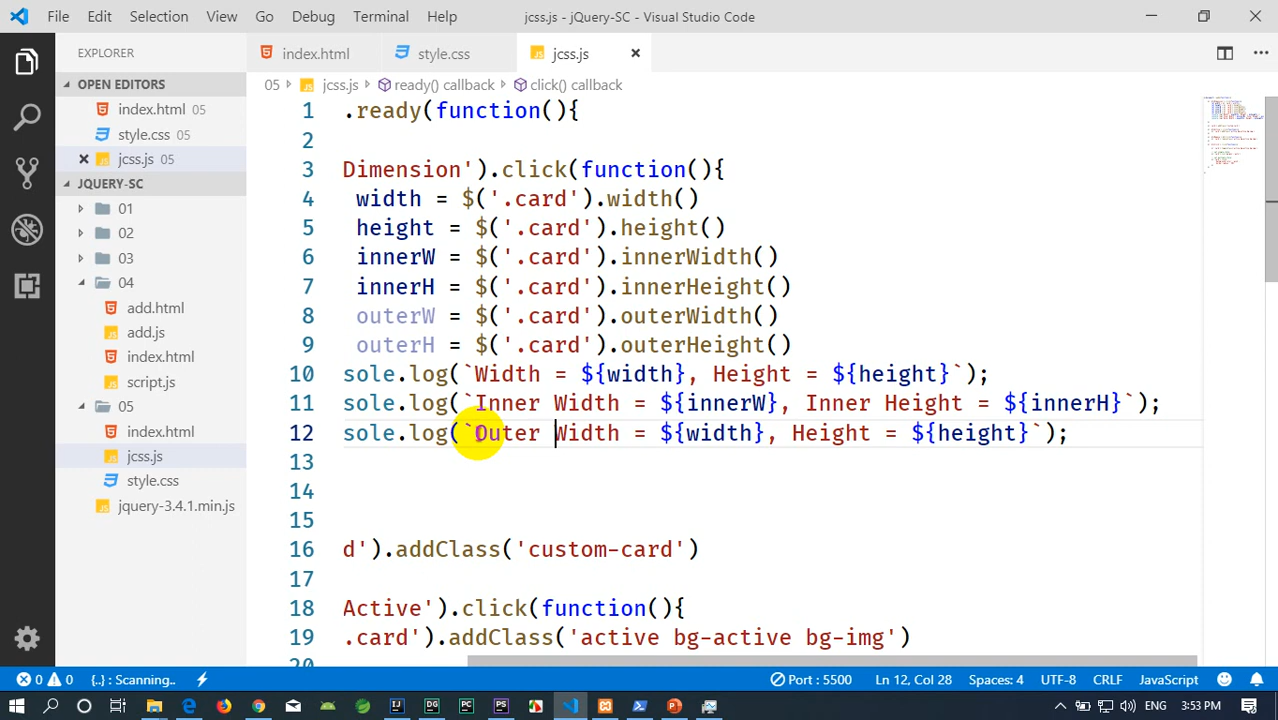 File Edit Selection View Go Debug Terminal Help jcss.js - jQuery-SC - Visual Studio Code
EXPLORER
OPEN EDITORS
index.html 05
style.css 05
jcss.js 05
JQUERY-SC
01
02
03
04
add.html
add.js
index.html
script.js
05
index.html
jcss.js
style.css
jquery-3.4.1.min.js
index.html style.css jcss.js
05 jcss.js ready() callback click() callback
1 .ready(function(){
2
3 Dimension').click(function(){
4 width = $('.card').width()
5 height = $('.card').height()
6 innerW = $('.card').innerWidth()
7 innerH = $('.card').innerHeight()
8 outerW = $('.card').outerWidth()
9 outerH = $('.card').outerHeight()
10 sole.log(`Width = ${width}, Height = ${height}`);
11 sole.log(`Inner Width = ${innerW}, Inner Height = ${innerH}`);
12 sole.log(`Outer Width = ${width}, Height = ${height}`);
13
14
15
16 d').addClass('custom-card')
17
18 Active').click(function(){
19 .card').addClass('active bg-active bg-img')
20
0 0 {..} : Scanning.. Port : 5500 Ln 12, Col 28 Spaces: 4 UTF-8 CRLF JavaScript
3:53 PM